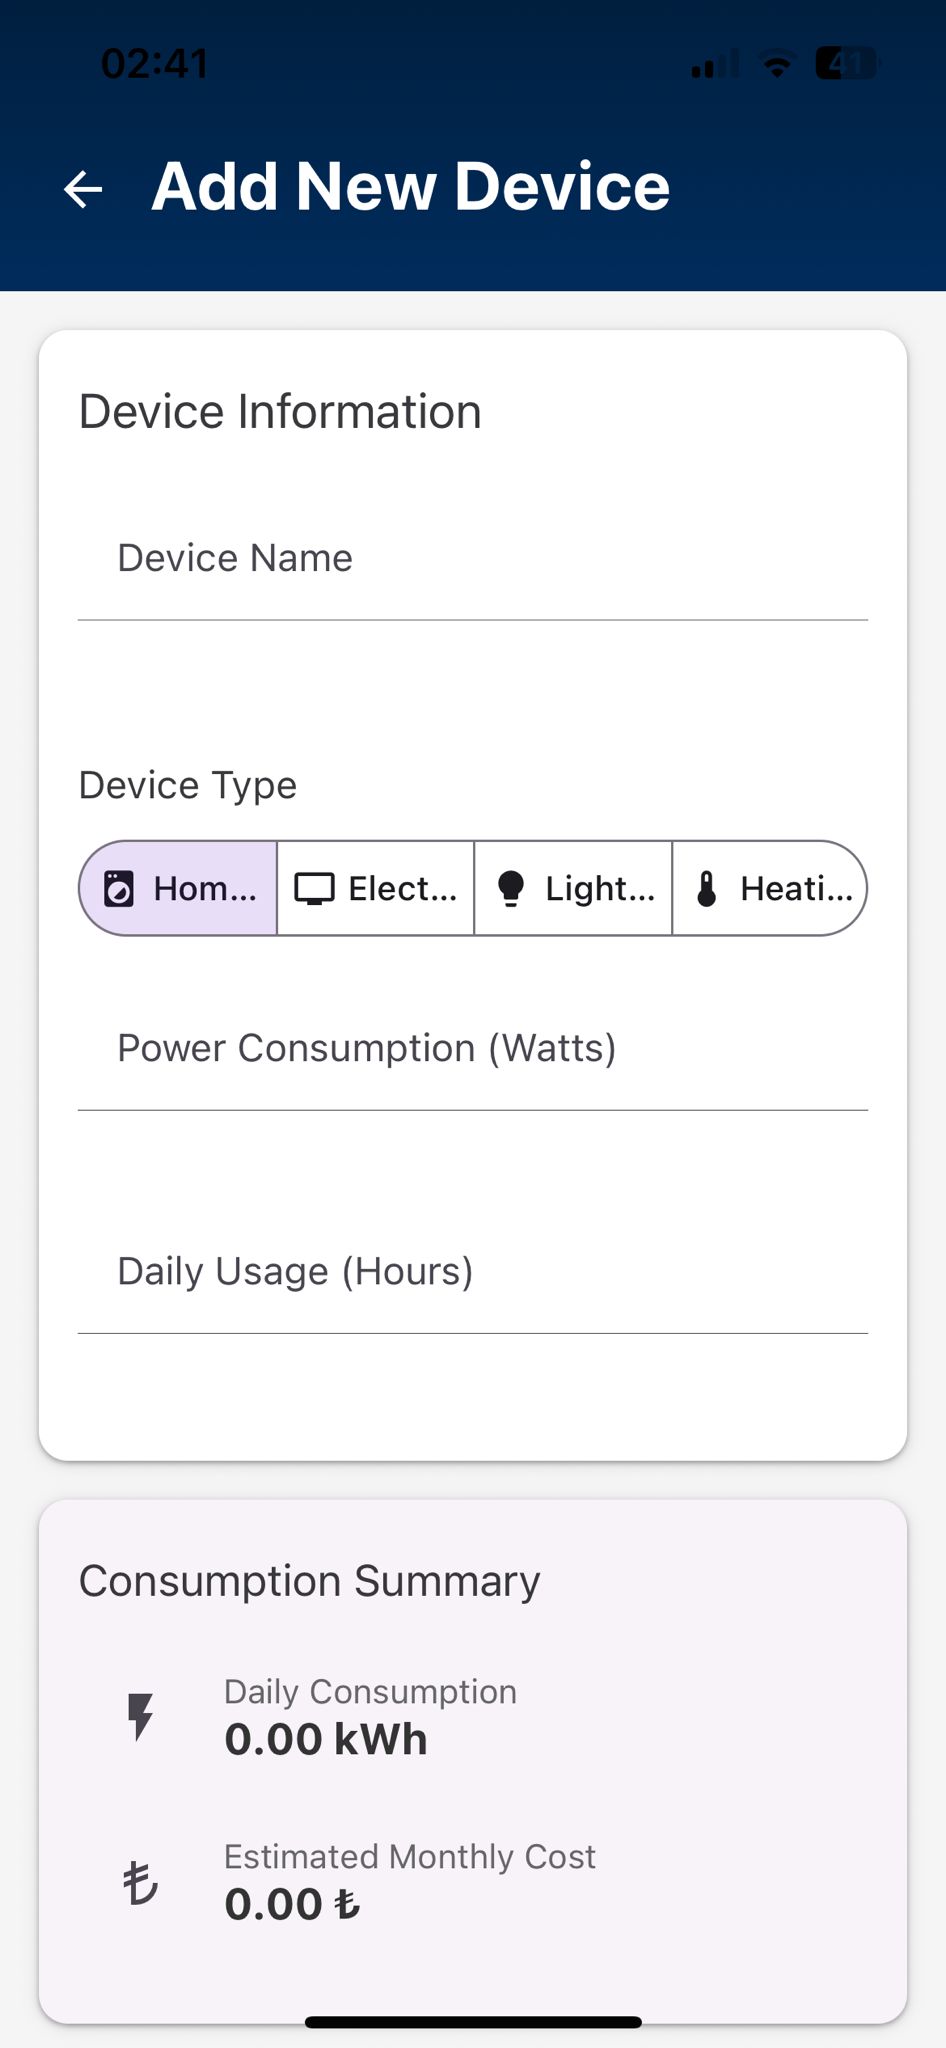 02:41
41
Add New Device
Device Information
Device Name
Device Type
Hom...
Elect...
Light...
Heati...
Power Consumption (Watts)
Daily Usage (Hours)
Consumption Summary
Daily Consumption
0.00 kWh
₺
Estimated Monthly Cost
0.00 ₺